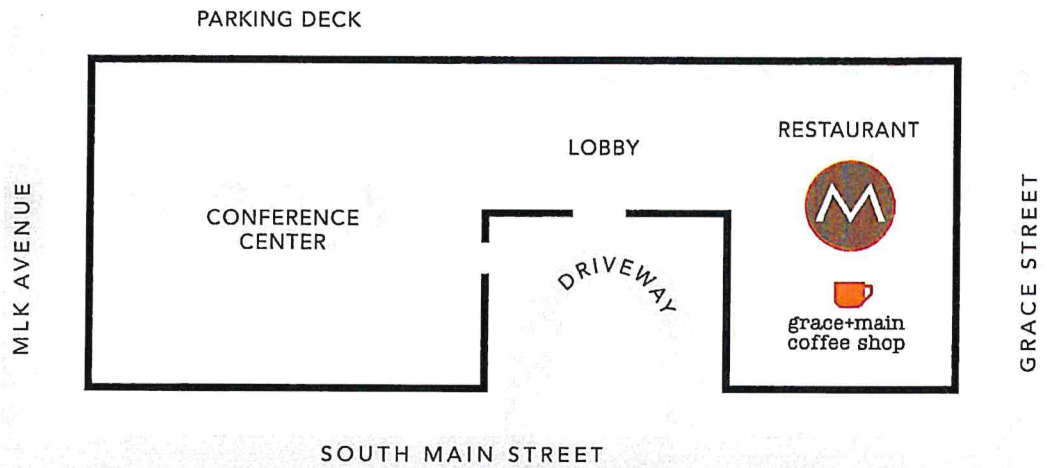 PARKING DECK
LOBBY
RESTAURANT
M
CONFERENCE
CENTER
DRIVEWAY
grace+main
coffee shop
MLK AVENUE
GRACE STREET
SOUTH MAIN STREET